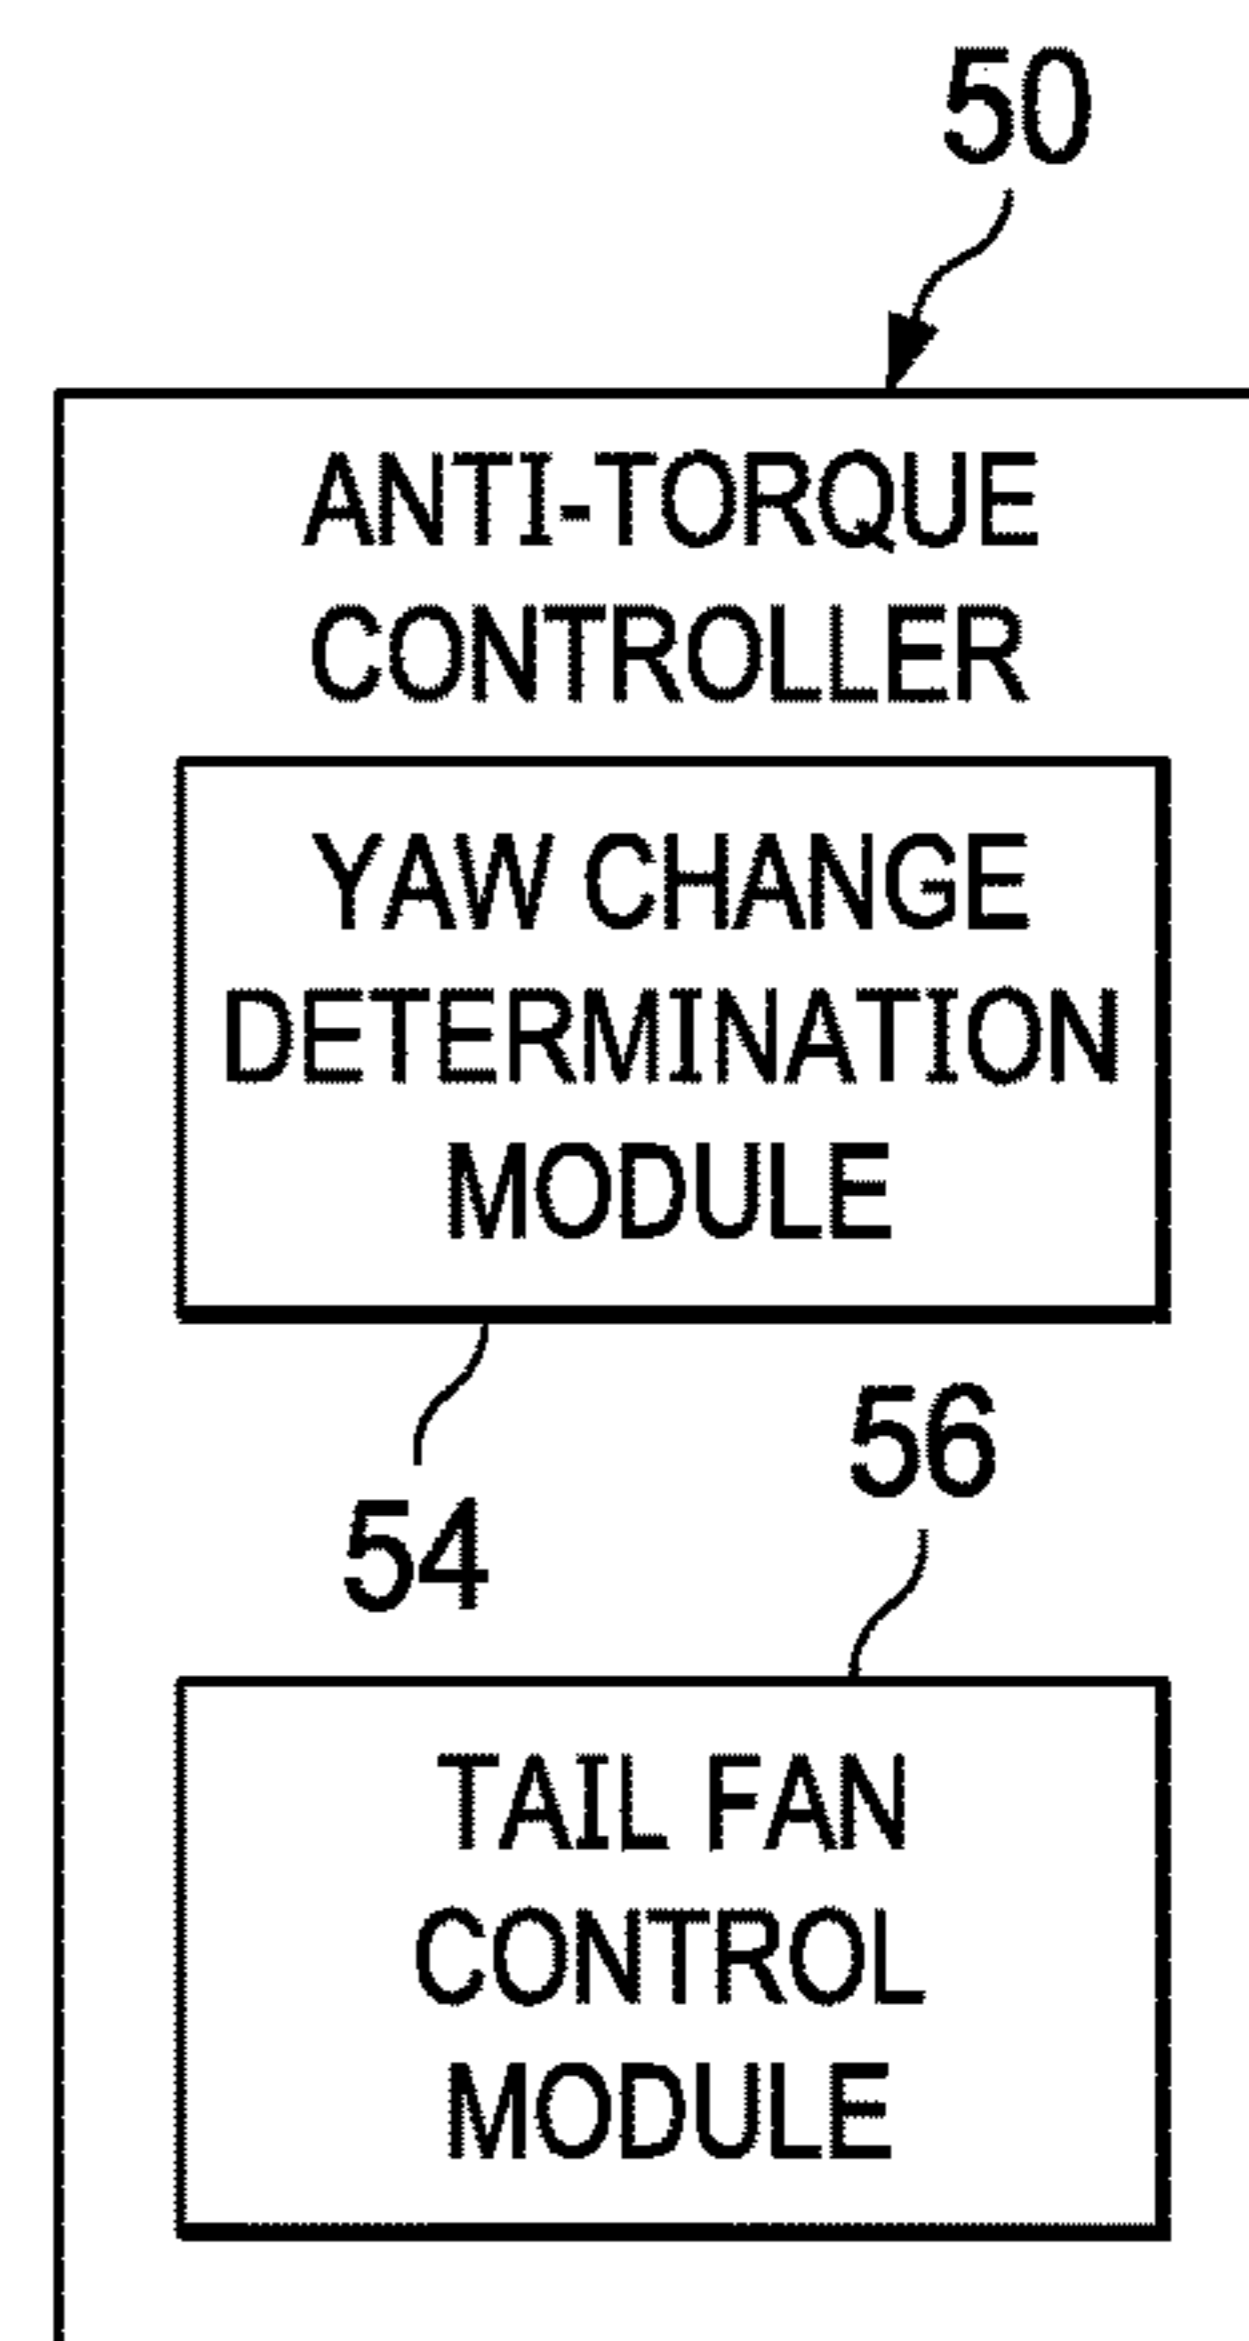 50
ANTI-TORQUE
CONTROLLER
YAW CHANGE
DETERMINATION
MODULE
54
56
TAIL FAN
CONTROL
MODULE